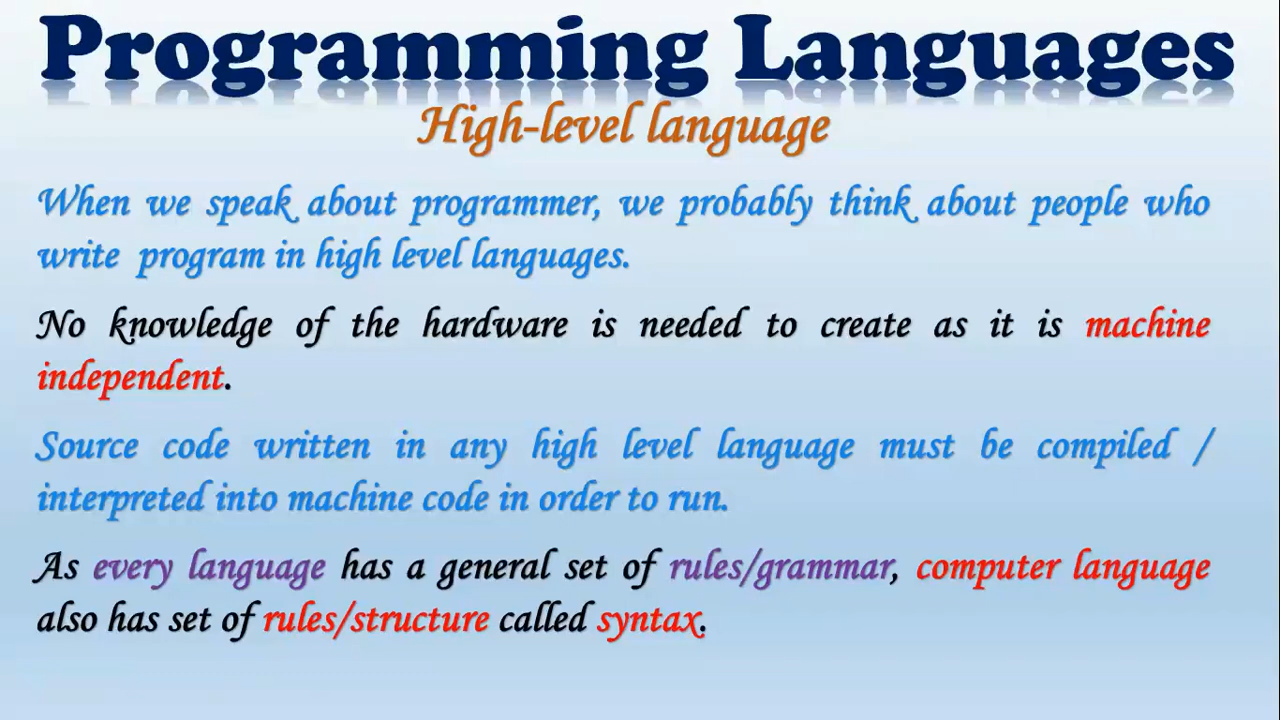 Programming Languages
High-level language
When we speak about programmer, we probably think about people who
write program in high level languages.
No knowledge of the hardware is needed to create as it is machine
independent.
Source code written in any high level language must be compiled /
interpreted into machine code in order to run.
As every language has a general set of rules/grammar, computer language
also has set of rules/structure called syntax.